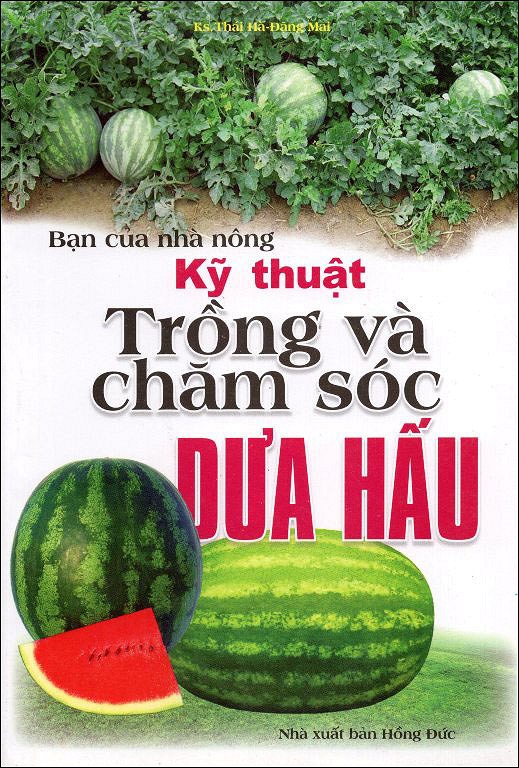 Ks.Thái Hà-Đặng Mai
Bạn của nhà nông
Kỹ thuật
Trồng và
chăm sóc
DƯA HẤU
Nhà xuất bản Hồng Đức